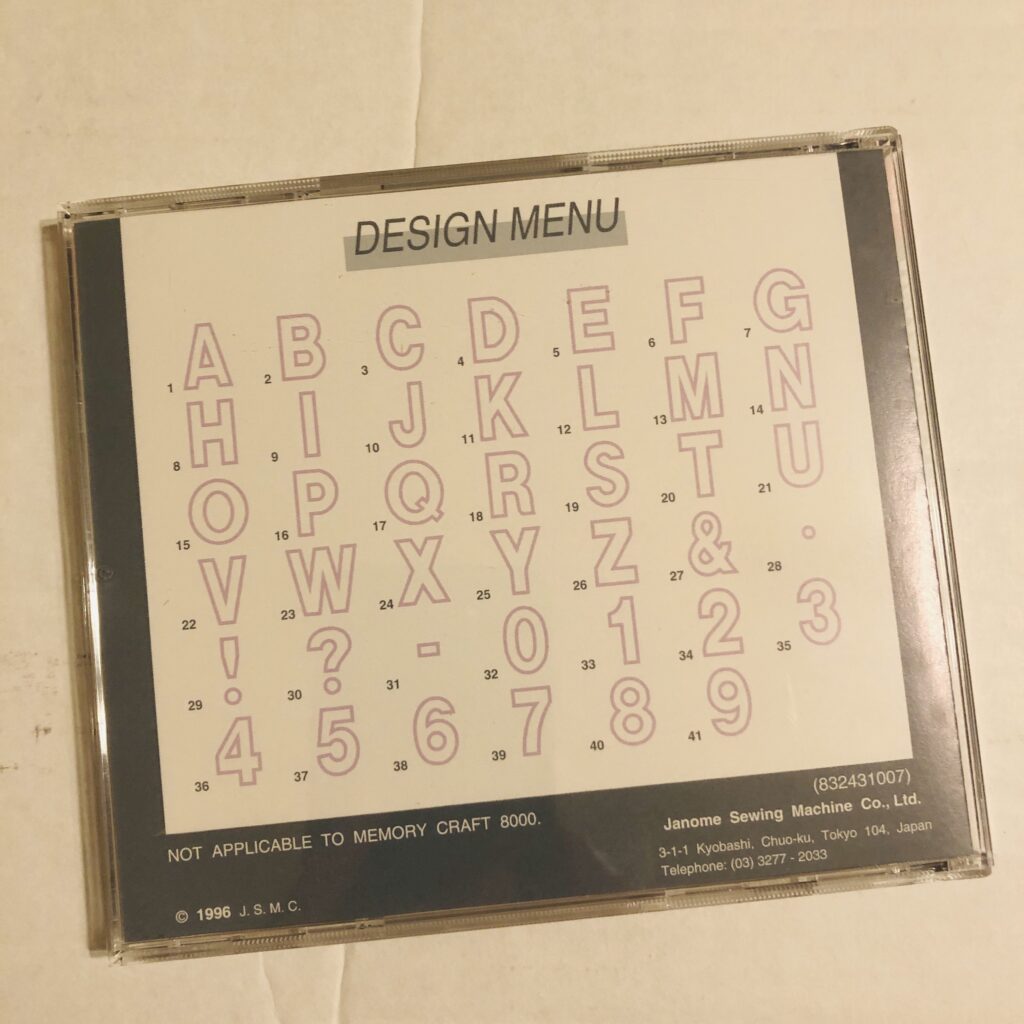 DESIGN MENU
A B C D E F G
1 2 3 4 5 6 7
H I J K L M N
8 9 10 11 12 13 14
O P Q R S T U
15 16 17 18 19 20 21
V W X Y Z & .
22 23 24 25 26 27 28
! ? - 0 1 2 3
29 30 31 32 33 34 35
4 5 6 7 8 9
36 37 38 39 40 41
(832431007)
NOT APPLICABLE TO MEMORY CRAFT 8000.
Janome Sewing Machine Co., Ltd.
3-1-1 Kyobashi, Chuo-ku, Tokyo 104, Japan
Telephone: (03) 3277 - 2033
© 1996 J. S. M. C.